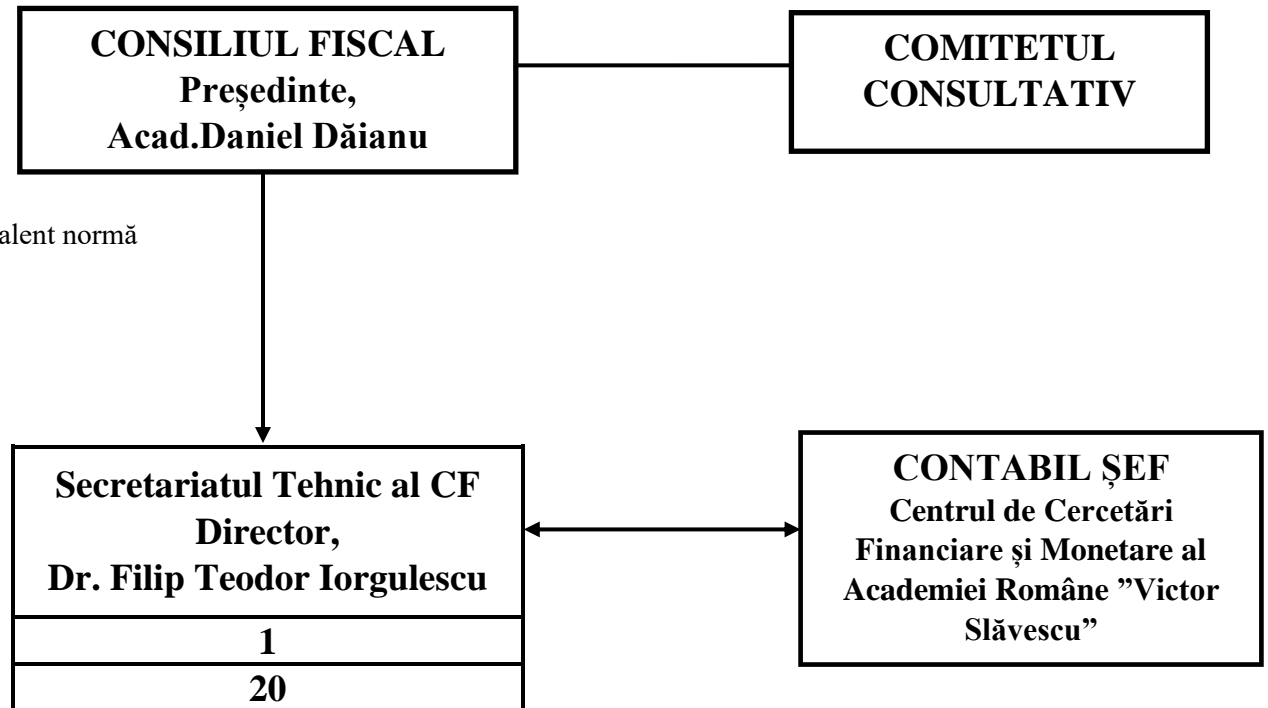 CONSILIUL FISCAL
Președinte,
Acad.Daniel Dăianu
COMITETUL
CONSULTATIV
alent normă
Secretariatul Tehnic al CF
Director,
Dr. Filip Teodor Iorgulescu
1
20
CONTABIL ȘEF
Centrul de Cercetări
Financiare și Monetare al
Academiei Române ”Victor
Slăvescu”